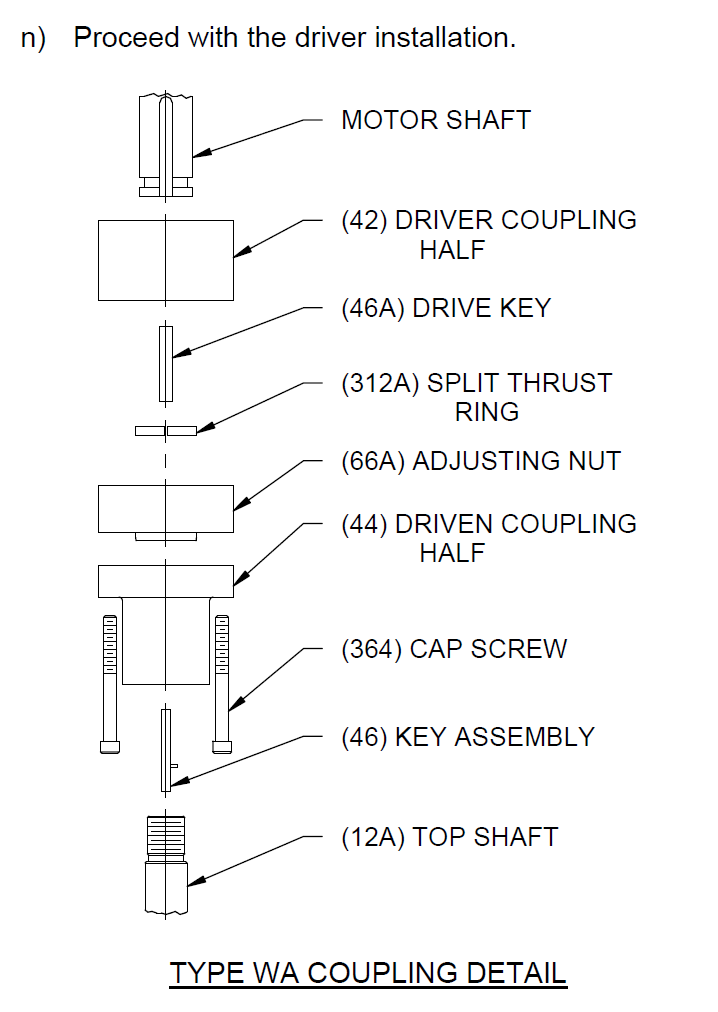 n) Proceed with the driver installation.
MOTOR SHAFT
(42) DRIVER COUPLING
HALF
(46A) DRIVE KEY
(312A) SPLIT THRUST
RING
(66A) ADJUSTING NUT
(44) DRIVEN COUPLING
HALF
(364) CAP SCREW
(46) KEY ASSEMBLY
(12A) TOP SHAFT
TYPE WA COUPLING DETAIL